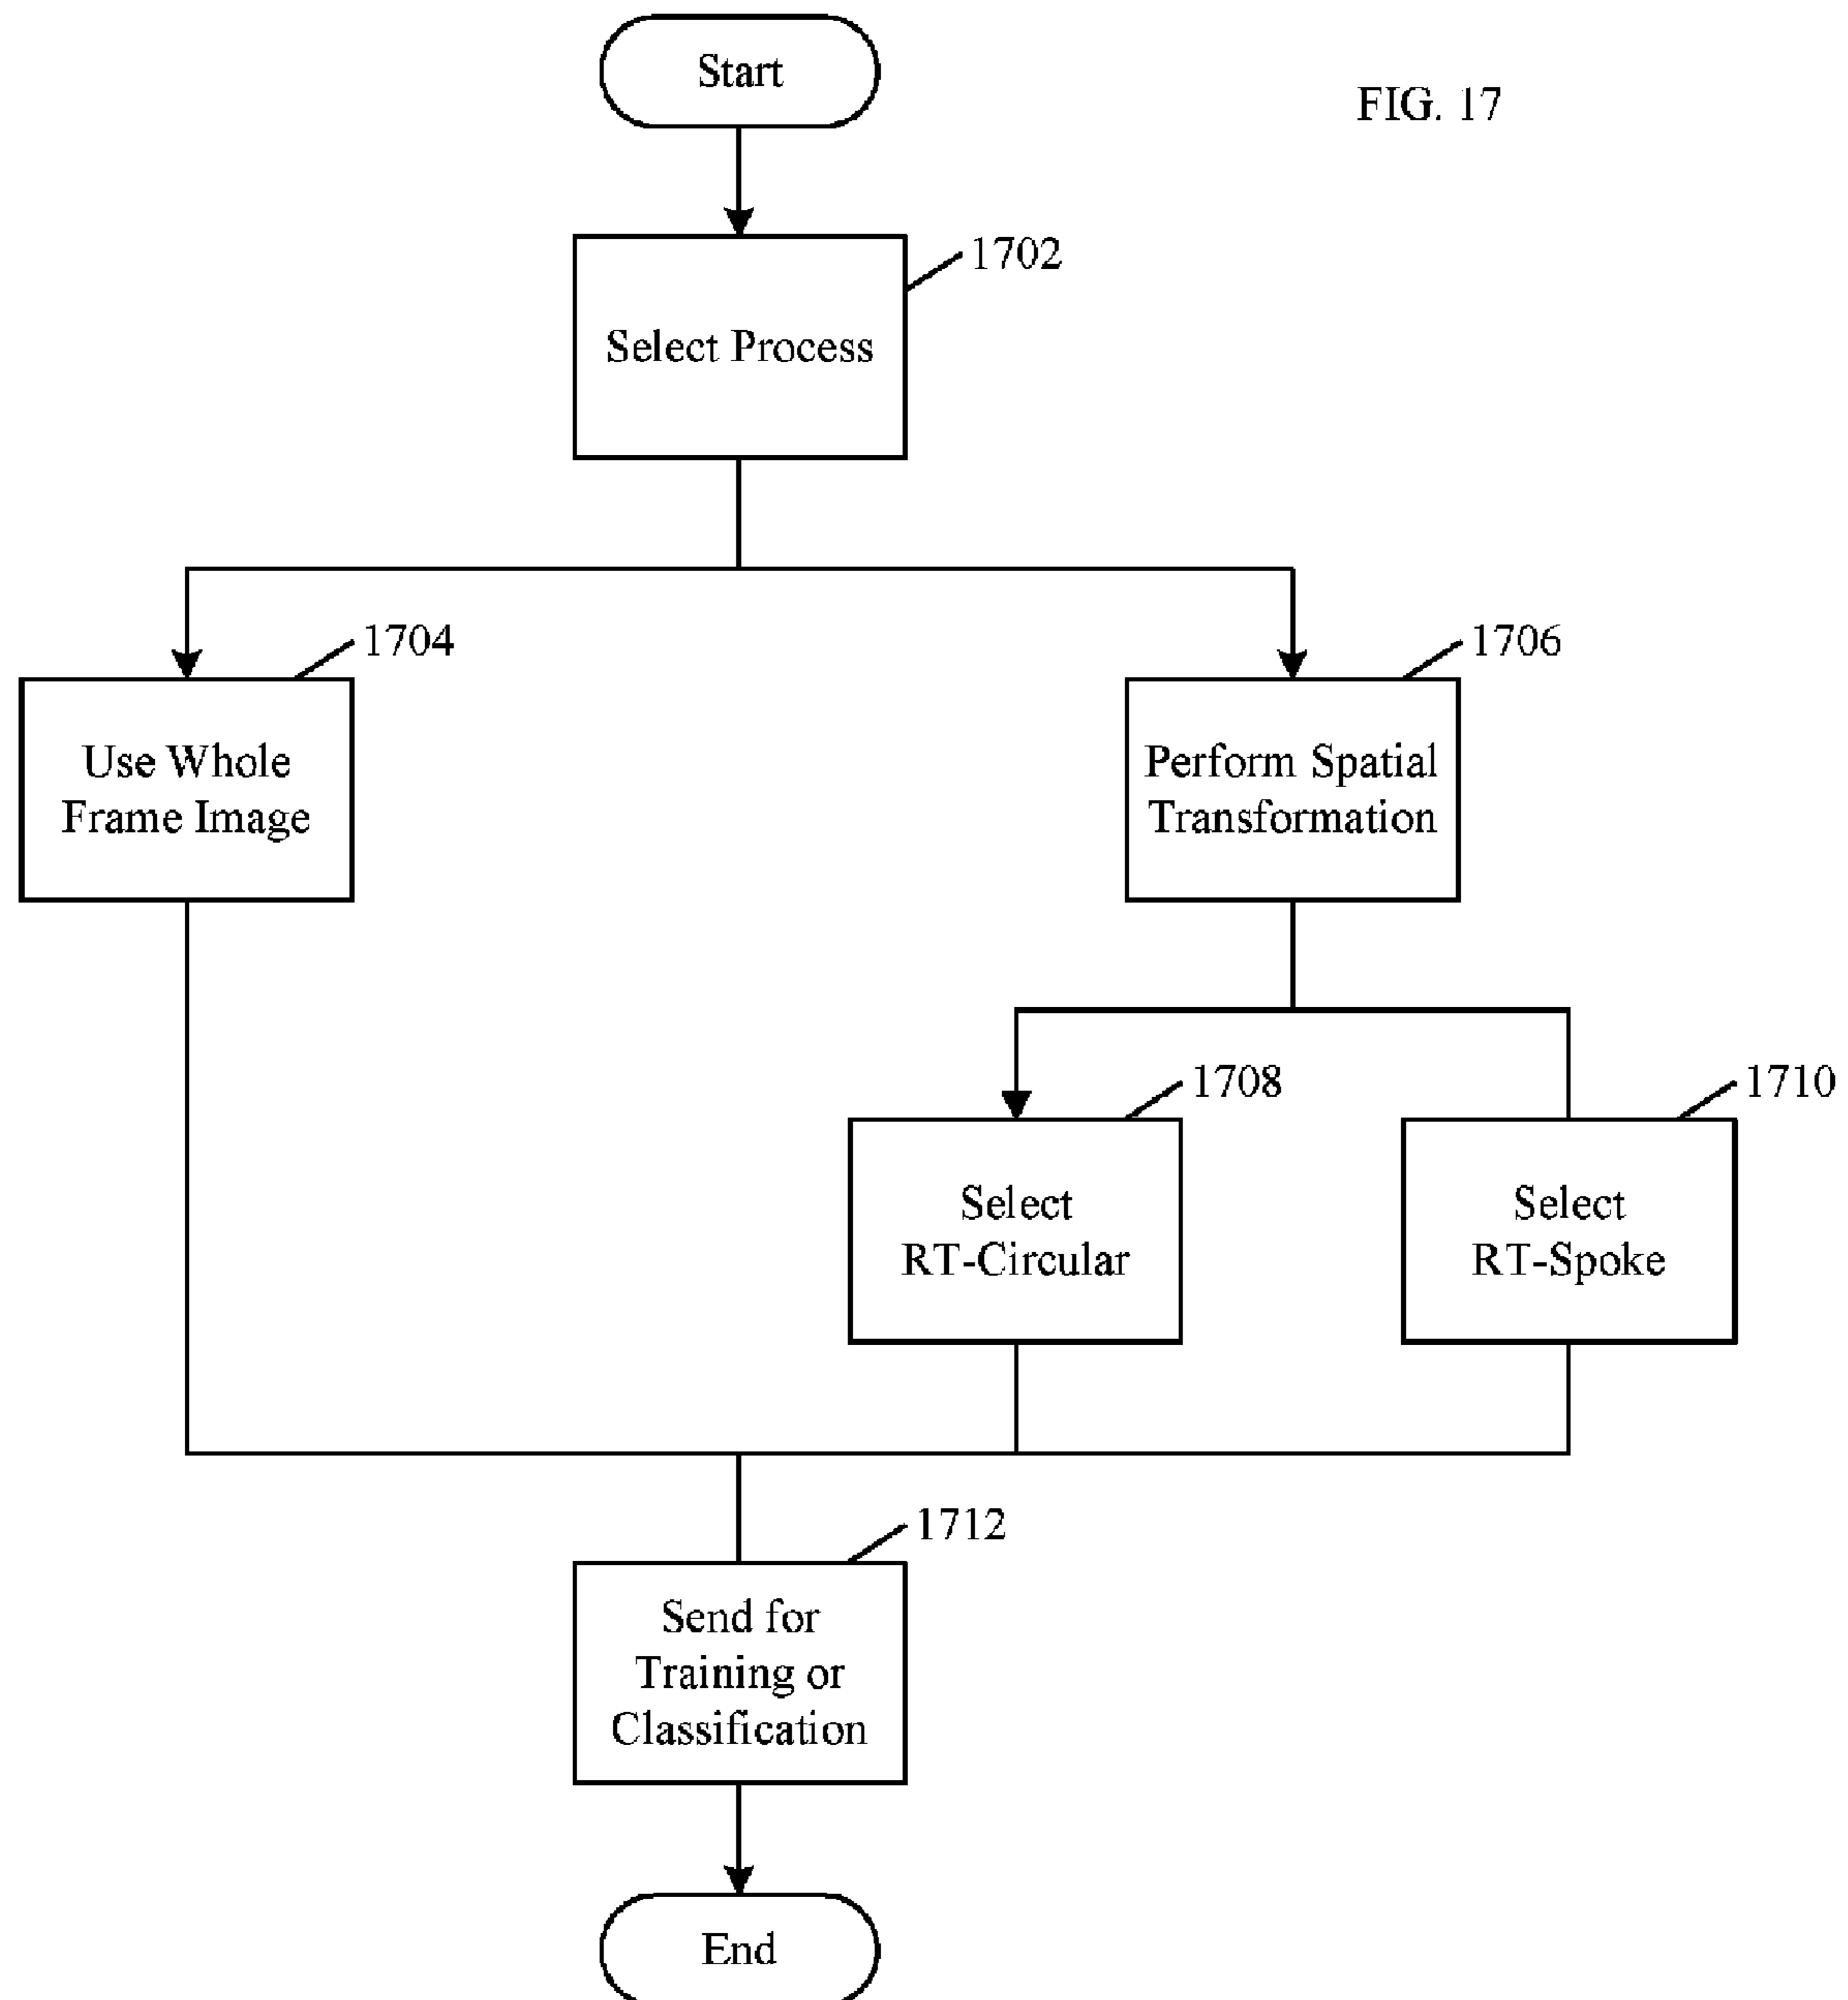 Start
FIG. 17
1702
Select Process
1704
Use Whole
Frame Image
1706
Perform Spatial
Transformation
1708
Select
RT-Circular
1710
Select
RT-Spoke
1712
Send for
Training or
Classification
End